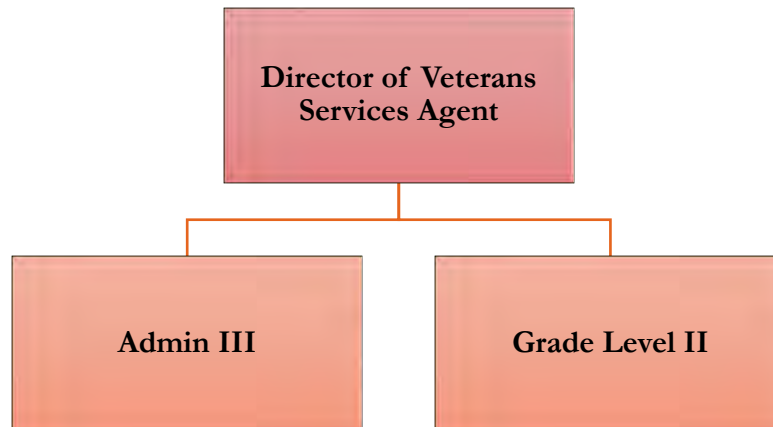 Director of Veterans
Services Agent
Admin III
Grade Level II